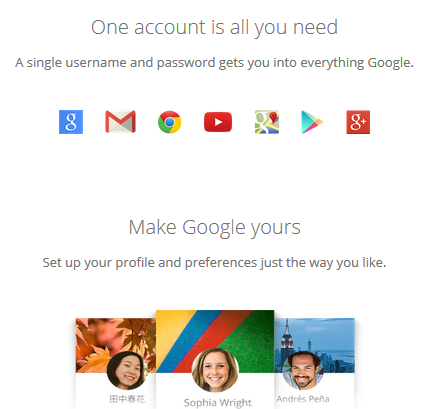 One account is all you need
A single username and password gets you into everything Google.
g
g+
Make Google yours
Set up your profile and preferences just the way you like.
田中春花
Sophia Wright
Andrés Peña